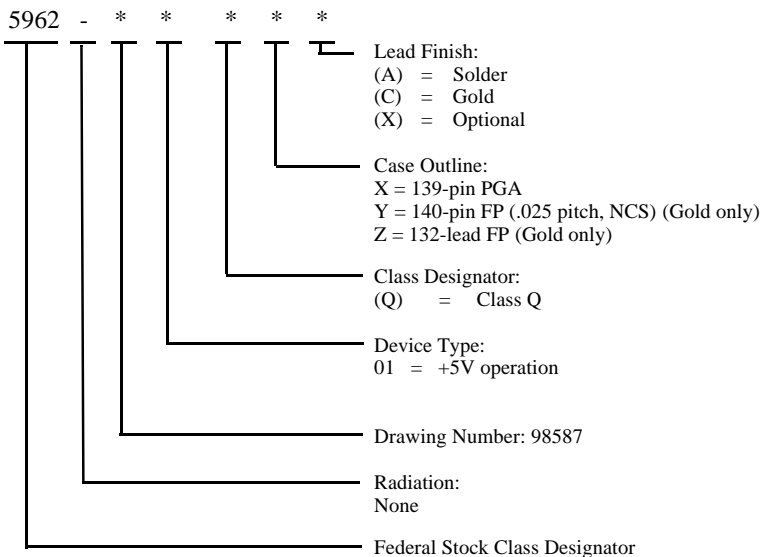 5962 - * * * * *
Lead Finish:
(A) = Solder
(C) = Gold
(X) = Optional
Case Outline:
X = 139-pin PGA
Y = 140-pin FP (.025 pitch, NCS) (Gold only)
Z = 132-lead FP (Gold only)
Class Designator:
(Q) = Class Q
Device Type:
01 = +5V operation
Drawing Number: 98587
Radiation:
None
Federal Stock Class Designator